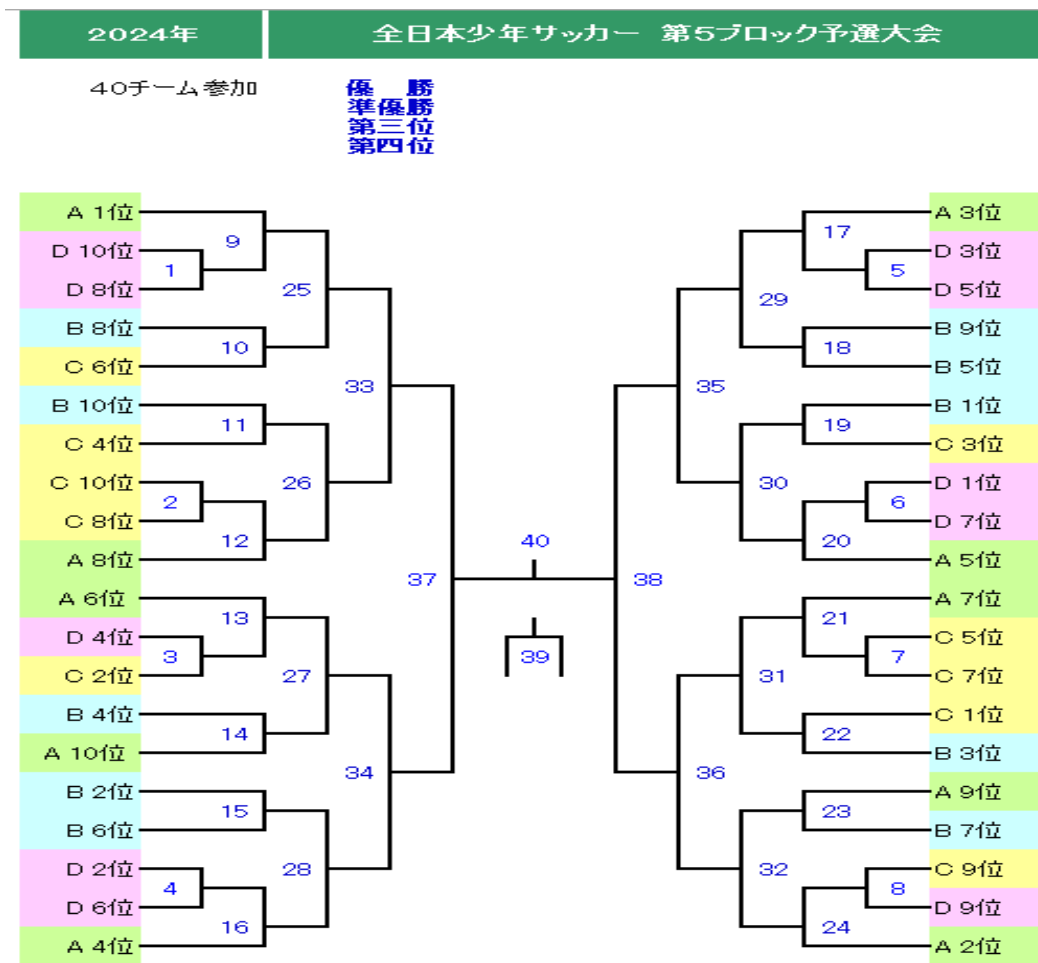 2024年 全日本少年サッカー 第5ブロック予選大会
40チーム参加
優　勝
準優勝
第三位
第四位
A 1位
D 10位
D 8位
B 8位
C 6位
B 10位
C 4位
C 10位
C 8位
A 8位
A 6位
D 4位
C 2位
B 4位
A 10位
B 2位
B 6位
D 2位
D 6位
A 4位
1
2
3
4
9
10
11
12
13
14
15
16
25
26
27
28
33
34
37
40
39
38
35
36
29
30
31
32
17
18
19
20
21
22
23
24
5
6
7
8
A 3位
D 3位
D 5位
B 9位
B 5位
B 1位
C 3位
D 1位
D 7位
A 5位
A 7位
C 5位
C 7位
C 1位
B 3位
A 9位
B 7位
C 9位
D 9位
A 2位